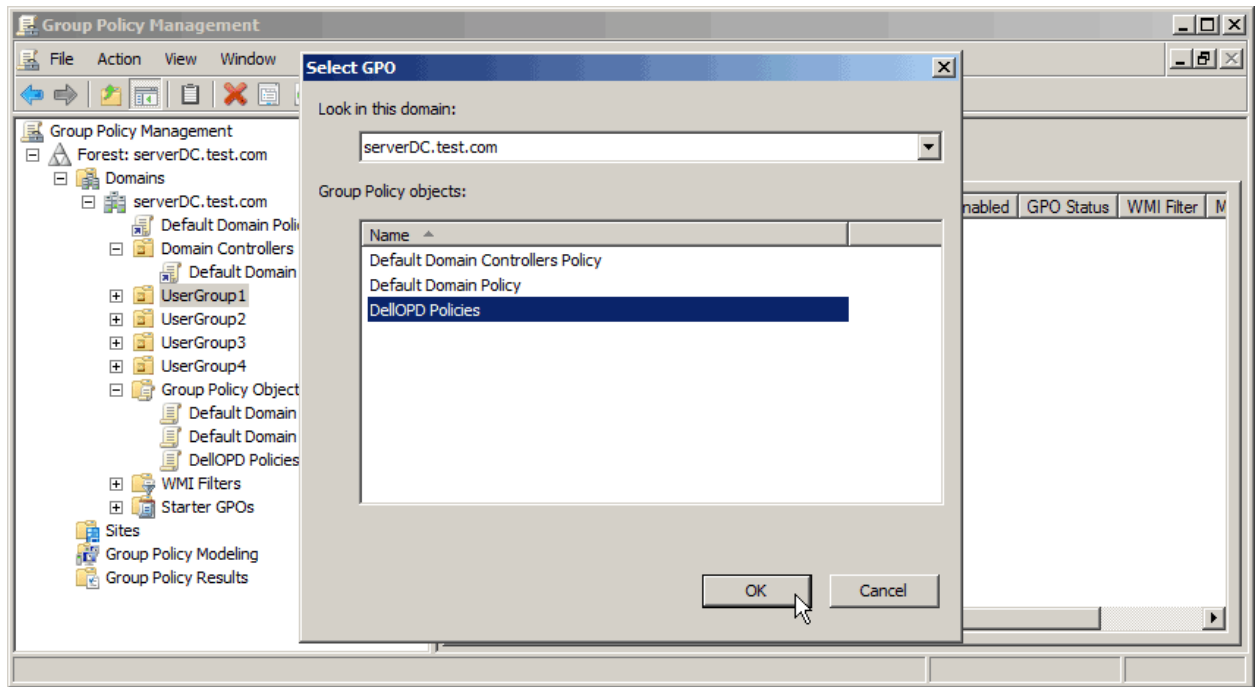 Group Policy Management
File Action View Window
Select GPO
Look in this domain:
serverDC.test.com
Group Policy objects:
Name
Default Domain Controllers Policy
Default Domain Policy
DellOPD Policies
OK Cancel
Group Policy Management
Forest: serverDC.test.com
Domains
serverDC.test.com
Default Domain Poli
Domain Controllers
Default Domain
UserGroup1
UserGroup2
UserGroup3
UserGroup4
Group Policy Object
Default Domain
Default Domain
DellOPD Policies
WMI Filters
Starter GPOs
Sites
Group Policy Modeling
Group Policy Results
nabled GPO Status WMI Filter M